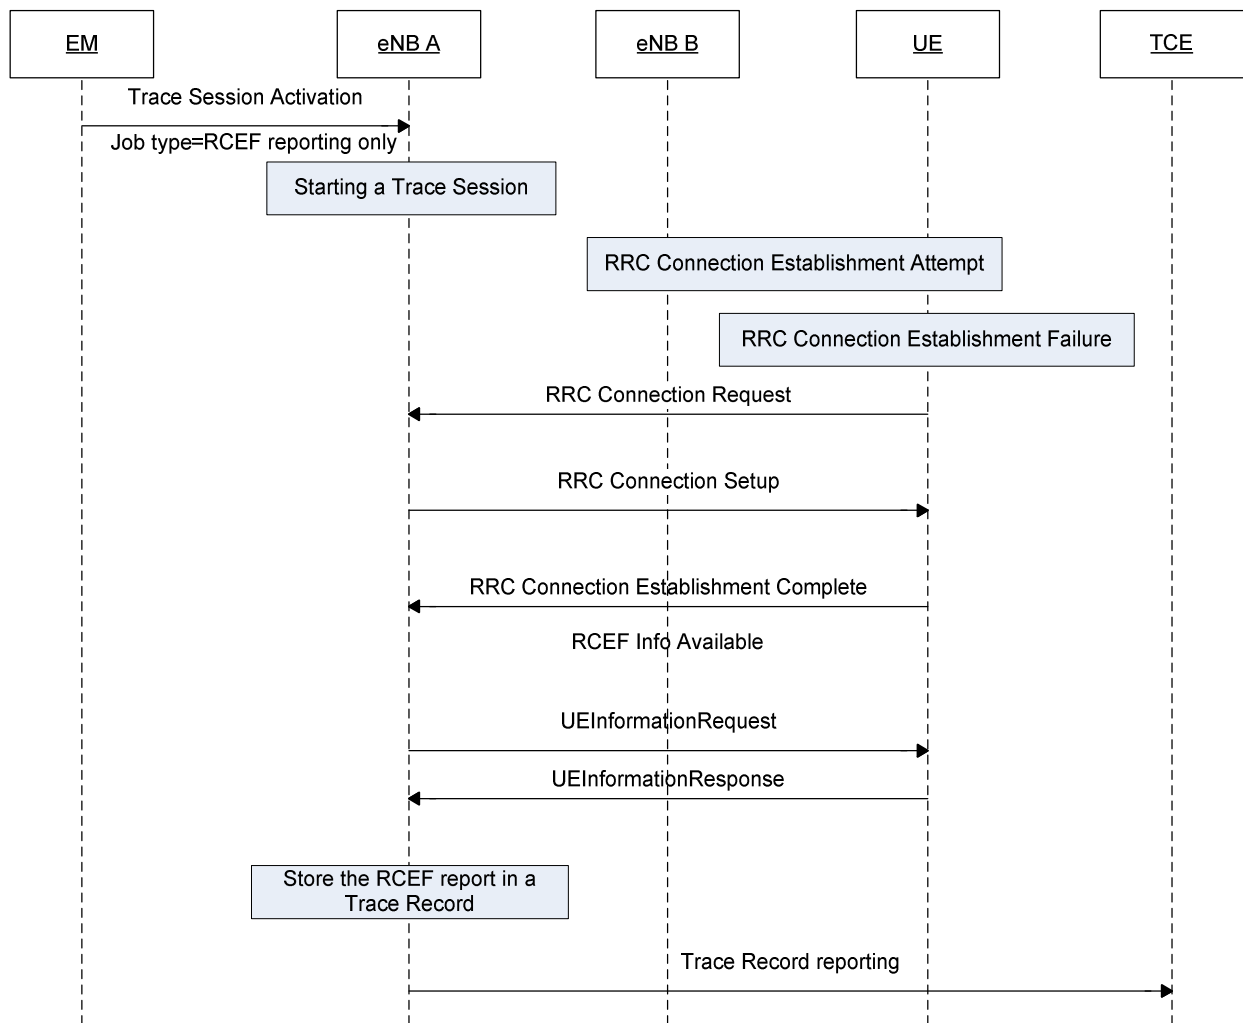 EM
eNB A
eNB B
UE
TCE
Trace Session Activation
Job type=RCEF reporting only
Starting a Trace Session
RRC Connection Establishment Attempt
RRC Connection Establishment Failure
RRC Connection Request
RRC Connection Setup
RRC Connection Establishment Complete
RCEF Info Available
UEInformationRequest
UEInformationResponse
Store the RCEF report in a
Trace Record
Trace Record reporting